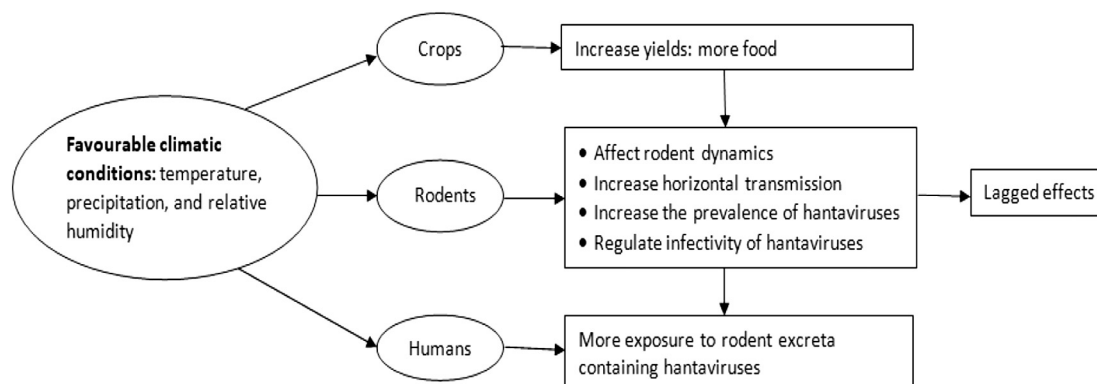 Crops
Increase yields: more food
Favourable climatic
conditions: temperature,
precipitation, and relative
humidity
Rodents
• Affect rodent dynamics
• Increase horizontal transmission
• Increase the prevalence of hantaviruses
• Regulate infectivity of hantaviruses
Lagged effects
Humans
More exposure to rodent excreta
containing hantaviruses